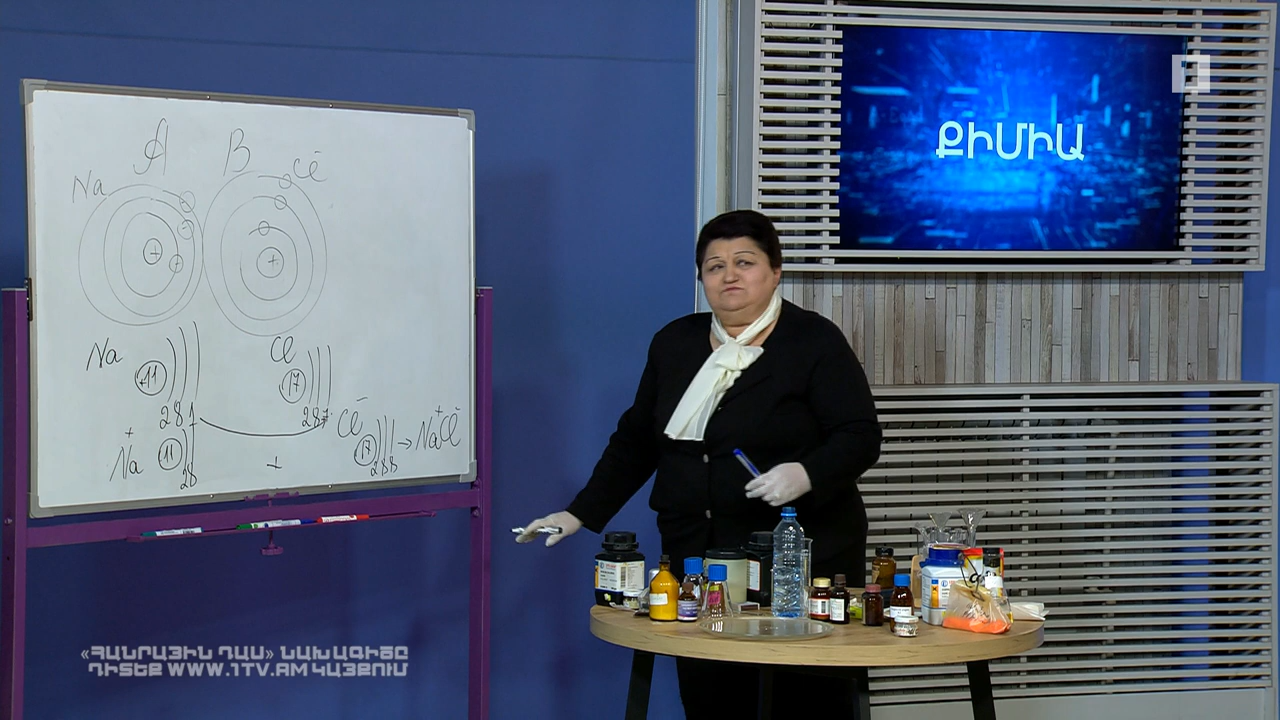 A B
Na Cl
+ +
Na +11 2 8 1
Cl 17 2 8 7
Na⁺ 11 2 8 + Cl⁻ 17 2 8 8 → Na⁺Cl⁻
ՔԻՄԻԱ
«ՀԱՆՐԱՅԻՆ ԴԱՍ» ՆԱԽԱԳԻԾԸ
ԴԻՏԵՔ WWW.1TV.AM ԿԱՅՔՈՒՄ